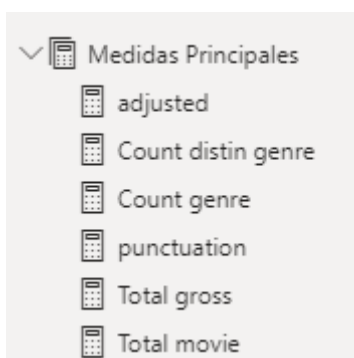 Medidas Principales
adjusted
Count distin genre
Count genre
punctuation
Total gross
Total movie